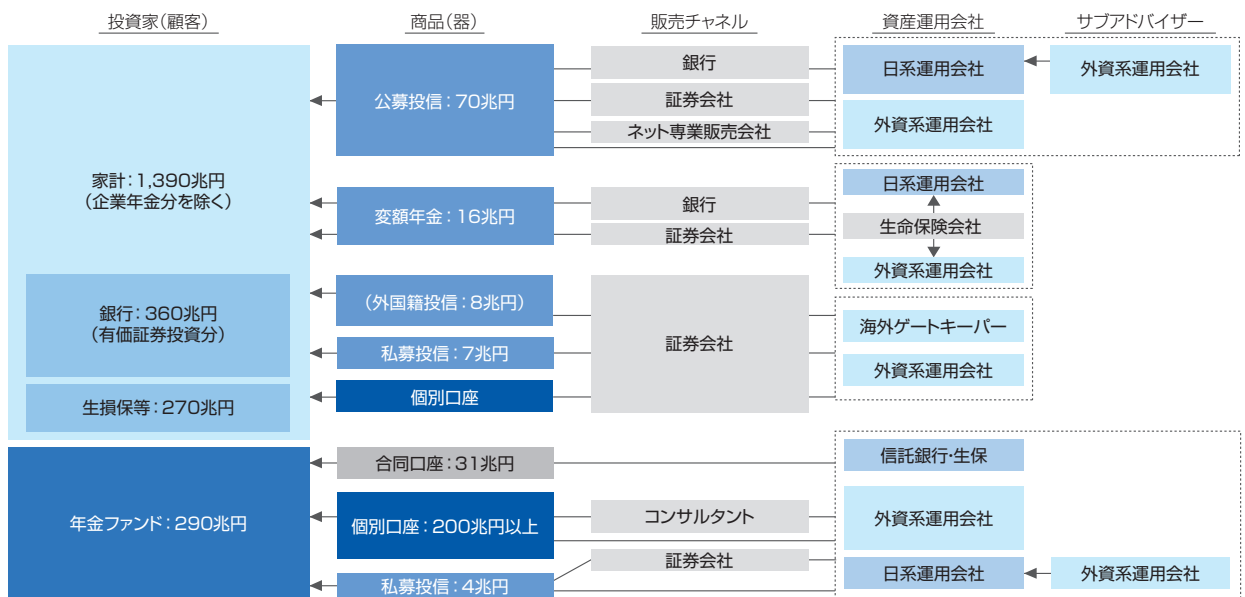 投資家（顧客）
商品（器）
販売チャネル
資産運用会社
サブアドバイザー
家計：1,390兆円
（企業年金分を除く）
銀行：360兆円
（有価証券投資分）
生損保等：270兆円
年金ファンド：290兆円
公募投信：70兆円
変額年金：16兆円
（外国籍投信：8兆円）
私募投信：7兆円
個別口座
合同口座：31兆円
個別口座：200兆円以上
私募投信：4兆円
銀行
証券会社
ネット専業販売会社
銀行
証券会社
証券会社
コンサルタント
証券会社
日系運用会社
外資系運用会社
日系運用会社
生命保険会社
外資系運用会社
海外ゲートキーパー
外資系運用会社
信託銀行・生保
外資系運用会社
日系運用会社
外資系運用会社
外資系運用会社